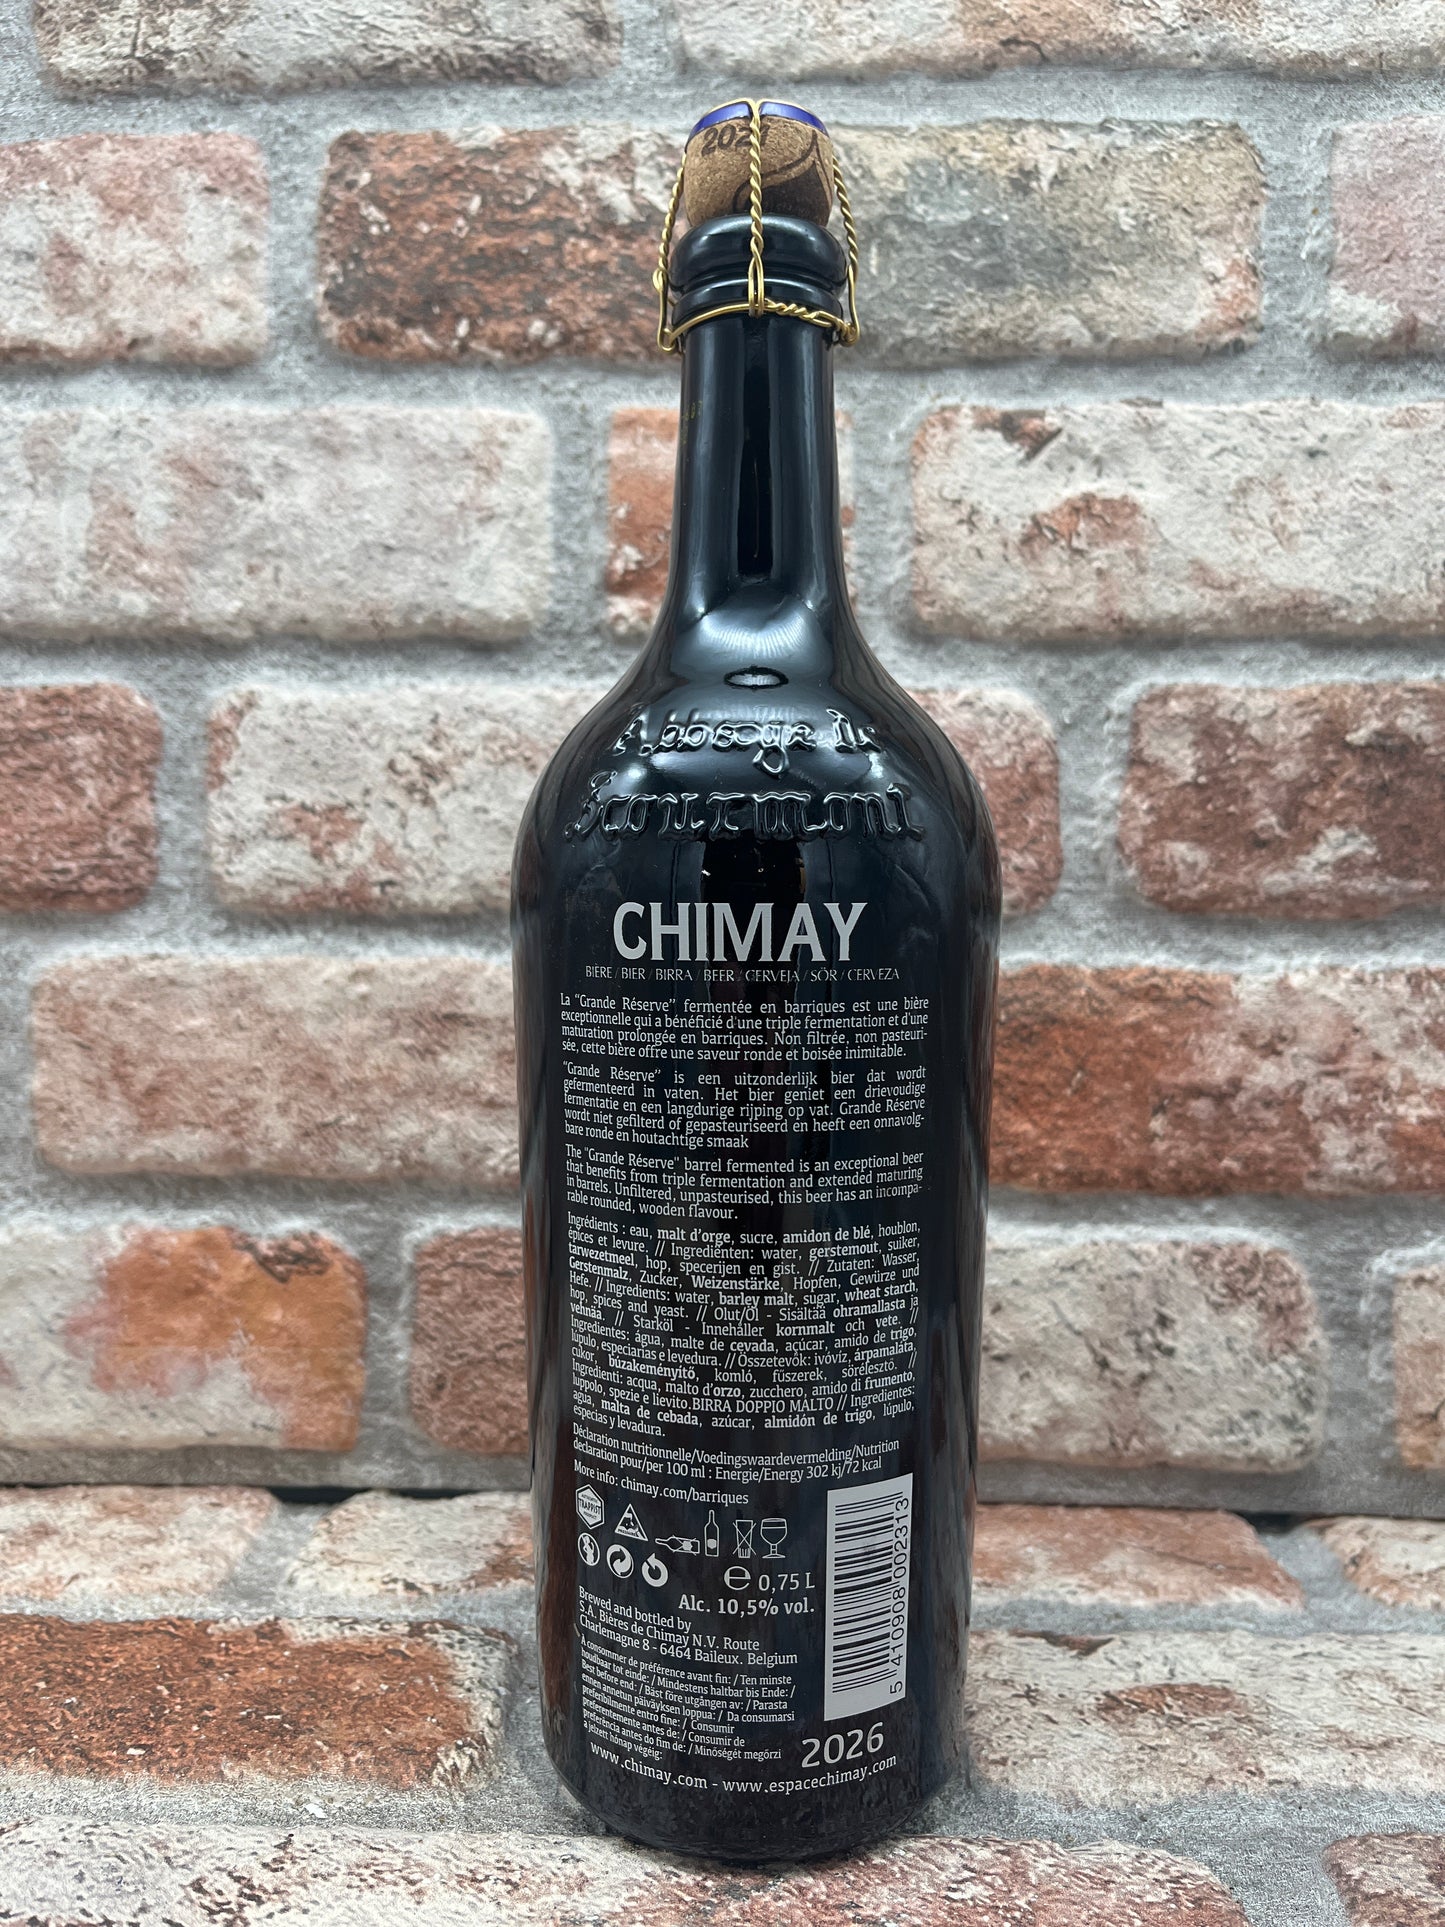 Abbaye de
Scourmont
CHIMAY
BIÈRE / BIER / BIRRA / BEER / CERVEJA / SÖR / CERVEZA
La “Grande Réserve” fermentée en barriques est une bière
exceptionnelle qui a bénéficié d'une triple fermentation et d'une
maturation prolongée en barriques. Non filtrée, non pasteuri-
sée, cette bière offre une saveur ronde et boisée inimitable.
“Grande Réserve” is een uitzonderlijk bier dat wordt
gefermenteerd in vaten. Het bier geniet een drievoudige
fermentatie en een langdurige rijping op vat. Grande Réserve
wordt niet gefilterd of gepasteuriseerd en heeft een onnavolg-
bare ronde en houtachtige smaak
The "Grande Réserve" barrel fermented is an exceptional beer
that benefits from triple fermentation and extended maturing
in barrels. Unfiltered, unpasteurised, this beer has an incompa-
rable rounded, wooden flavour.
Ingrédients : eau, malt d'orge, sucre, amidon de blé, houblon,
épices et levure. // Ingrediënten: water, gerstemout, suiker,
tarwezetmeel, hop, specerijen en gist. // Zutaten: Wasser,
Gerstenmalz, Zucker, Weizenstärke, Hopfen, Gewürze und
Hefe. // Ingredients: water, barley malt, sugar, wheat starch,
hop, spices and yeast. // Olut/Öl - Sisältää ohramallasta ja
vehnää. // Starköl - Innehåller kornmalt och vete. //
Ingredientes: água, malte de cevada, açúcar, amido de trigo,
lúpulo, especiarias e levedura. // Összetevők: ivóvíz, árpamaláta,
cukor, búzakeményítő, komló, fűszerek, sörélesztő. //
Ingredienti: acqua, malto d'orzo, zucchero, amido di frumento,
luppolo, spezie e lievito.BIRRA DOPPIO MALTO // Ingredientes:
agua, malta de cebada, azúcar, almidón de trigo, lúpulo,
especias y levadura.
Déclaration nutritionnelle/Voedingswaardevermelding/Nutrition
declaration pour/per 100 ml : Energie/Energy 302 kj/72 kcal
More info: chimay.com/barriques
TRAPPIST
℮ 0,75 L
Alc. 10,5% vol.
Brewed and bottled by
S.A. Bières de Chimay N.V. Route
Charlemagne 8 - 6464 Baileux. Belgium
5 410908 002313
À consommer de préférence avant fin: / Ten minste
houdbaar tot einde: / Mindestens haltbar bis Ende: /
Best before end: / Bäst före utgången av: / Parasta
ennen annetun päiväyksen loppua: / Da consumarsi
preferibilmente entro fine: / Consumir
preferentemente antes de: / Consumir de
preferência antes do fim de: / Minőségét megőrzi
a jelzett hónap végéig:
2026
www.chimay.com - www.espacechimay.com